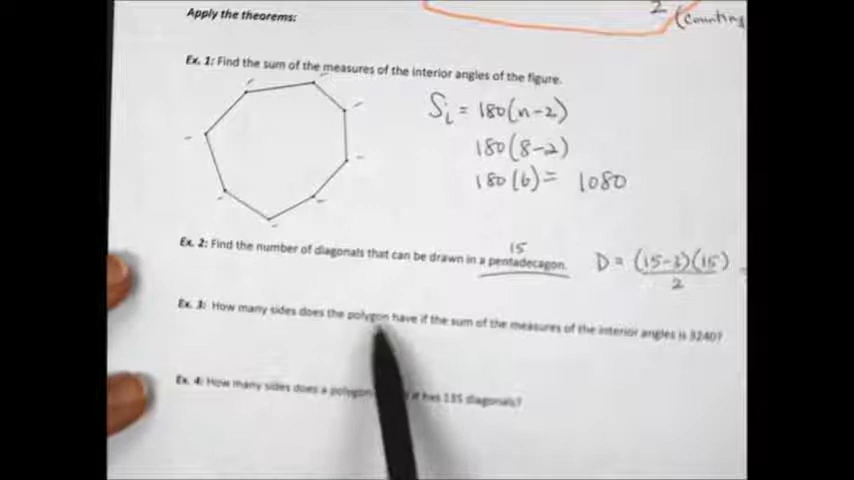 Apply the theorems:
2 (counting
Ex. 1: Find the sum of the measures of the interior angles of the figure.
Si = 180(n-2)
180(8-2)
180(6) = 1080
15
Ex. 2: Find the number of diagonals that can be drawn in a pentadecagon. D = (15-3)(15)
2
Ex. 3: How many sides does the polygon have if the sum of the measures of the interior angles is 3240?
Ex. 4: How many sides does a polygon it has 135 diagonals?